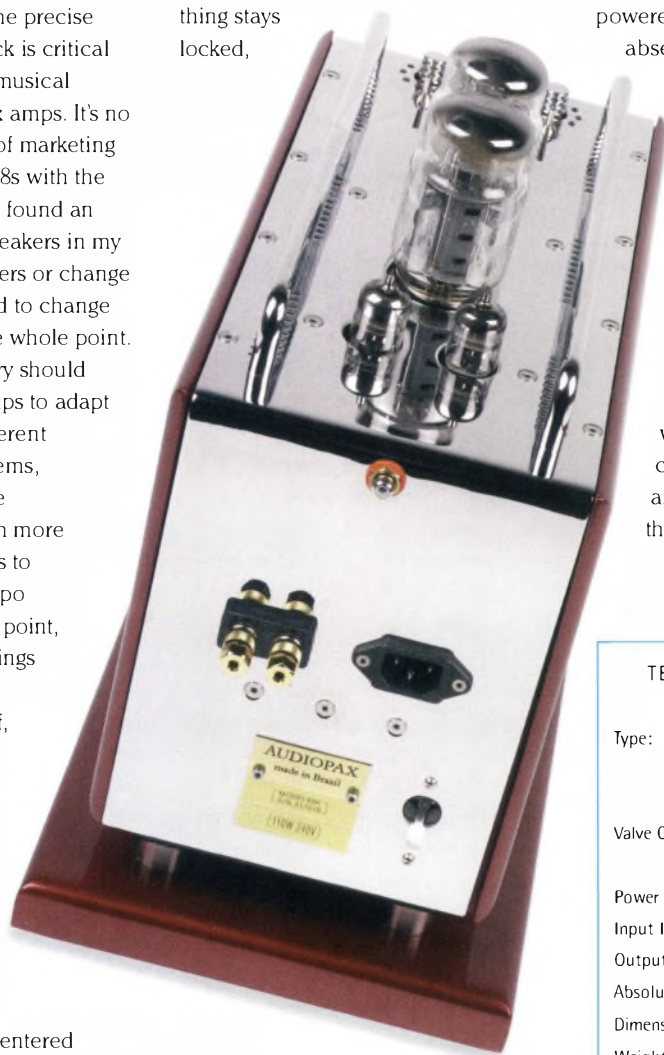 ne precise
ck is critical
musical
x amps. It's no
of marketing
8s with the
found an
eakers in my
ers or change
d to change
e whole point.
ry should
ps to adapt
erent
ems,
e
n more
s to
po
point,
ings
f,
entered
thing stays
locked,
powere
abse
w
c
a
th
AUDIOPAX
made in Brasil
110W 240V
TE
Type:
Valve C
Power
Input I
Output
Absolu
Dimens
Weight